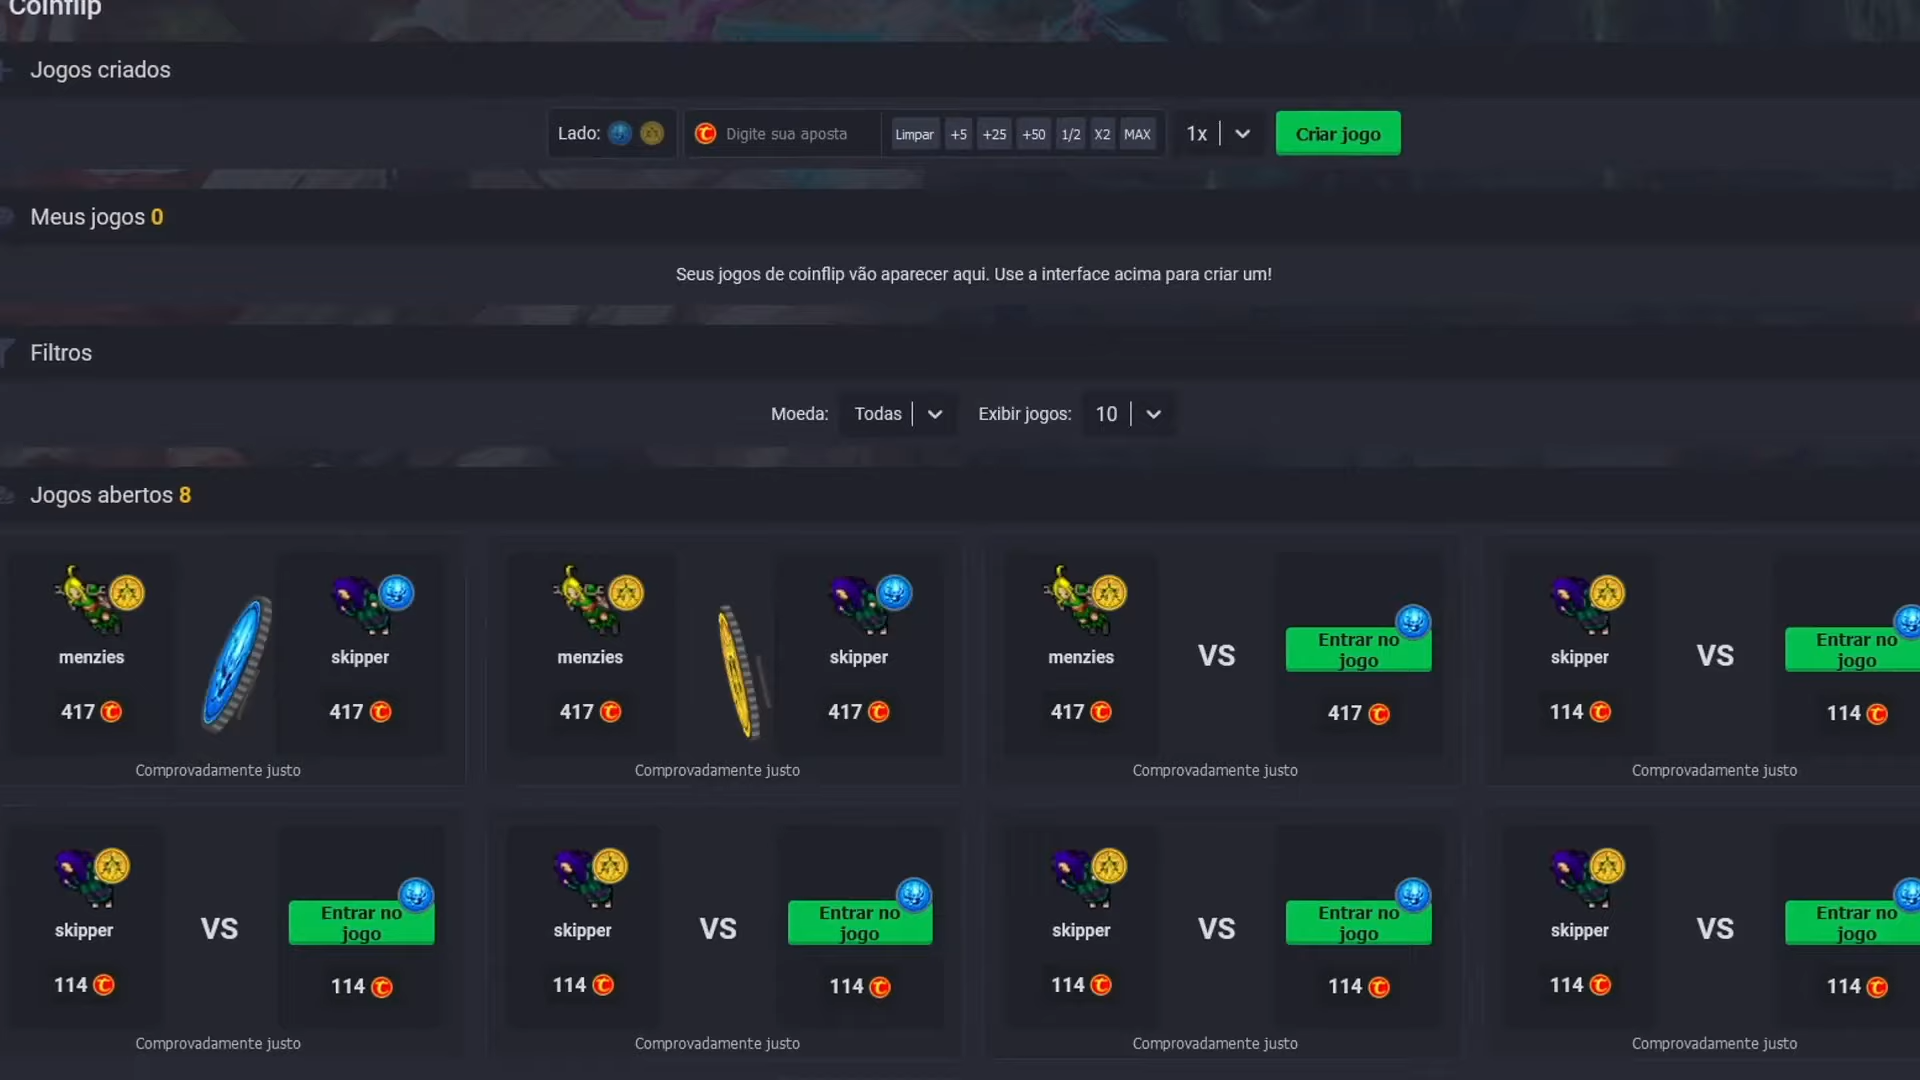 Coinflip
Jogos criados
Lado: Digite sua aposta Limpar +5 +25 +50 1/2 X2 MAX 1x Criar jogo
Meus jogos 0
Seus jogos de coinflip vão aparecer aqui. Use a interface acima para criar um!
Filtros
Moeda: Todas Exibir jogos: 10
Jogos abertos 8
menzies skipper
417 417
Comprovadamente justo
menzies skipper
417 417
Comprovadamente justo
menzies VS Entrar no
jogo
417 417
Comprovadamente justo
skipper VS Entrar no
jogo
114 114
Comprovadamente justo
skipper VS Entrar no
jogo
114 114
Comprovadamente justo
skipper VS Entrar no
jogo
114 114
Comprovadamente justo
skipper VS Entrar no
jogo
114 114
Comprovadamente justo
skipper VS Entrar no
jogo
114 114
Comprovadamente justo